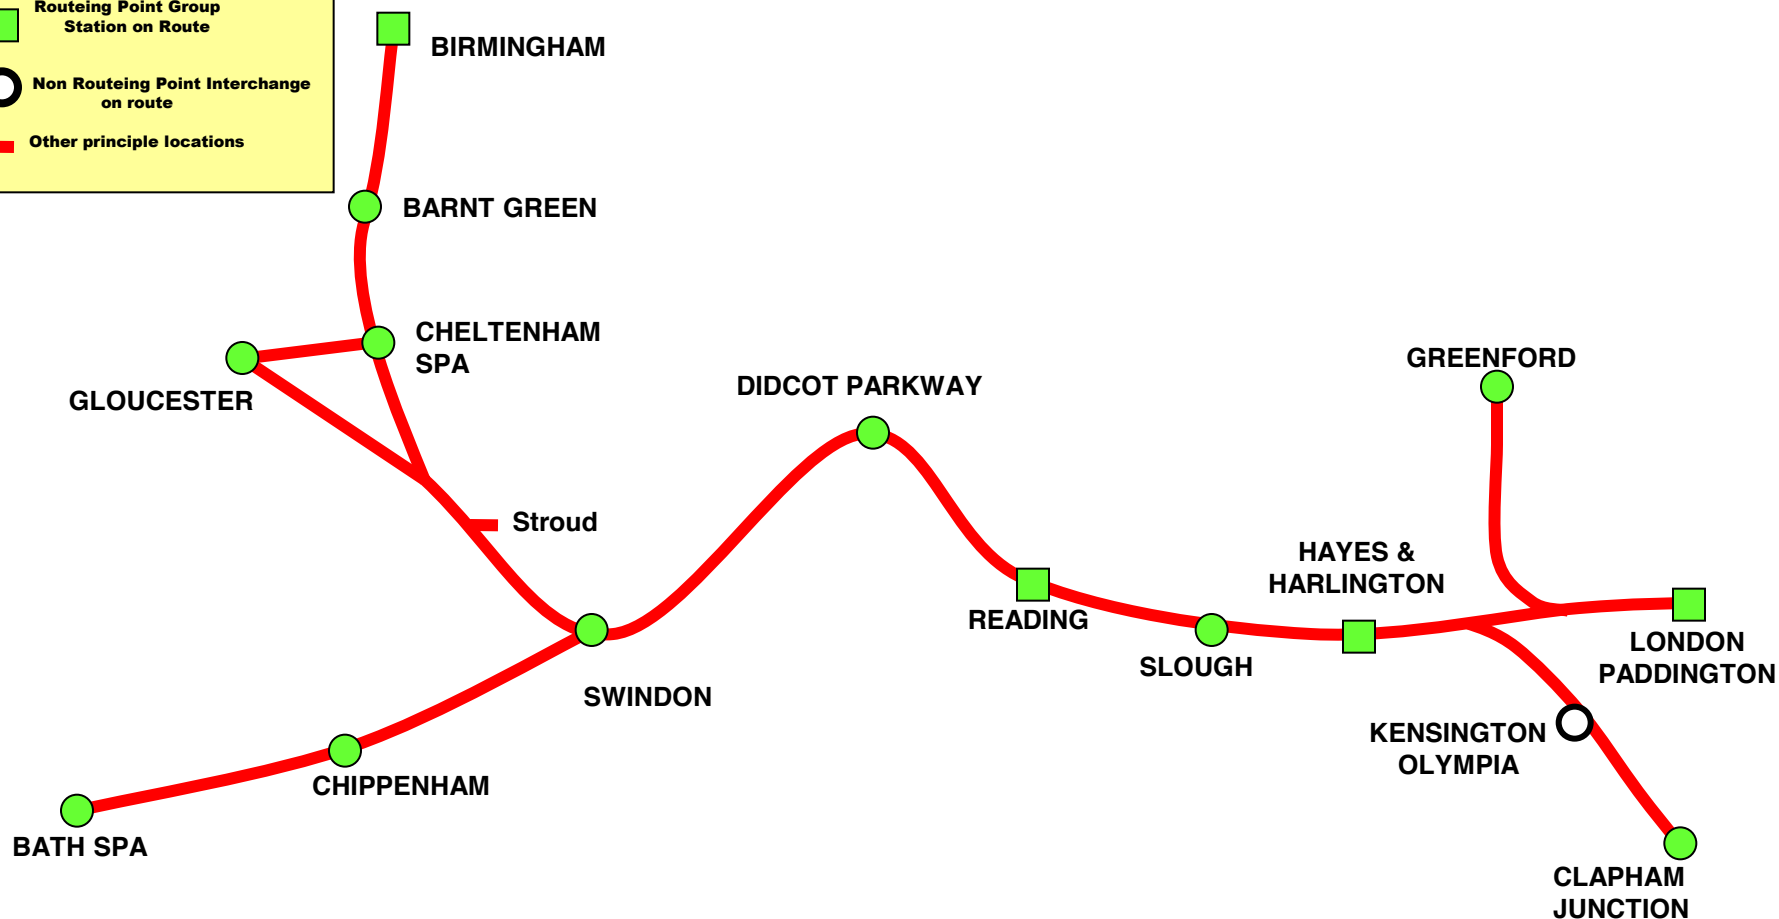 Routeing Point Group
Station on Route
Non Routeing Point Interchange
on route
Other principle locations
BIRMINGHAM
BARNT GREEN
CHELTENHAM
SPA
GLOUCESTER
DIDCOT PARKWAY
GREENFORD
Stroud
HAYES &
HARLINGTON
READING
SLOUGH
LONDON
PADDINGTON
SWINDON
KENSINGTON
OLYMPIA
CHIPPENHAM
BATH SPA
CLAPHAM
JUNCTION